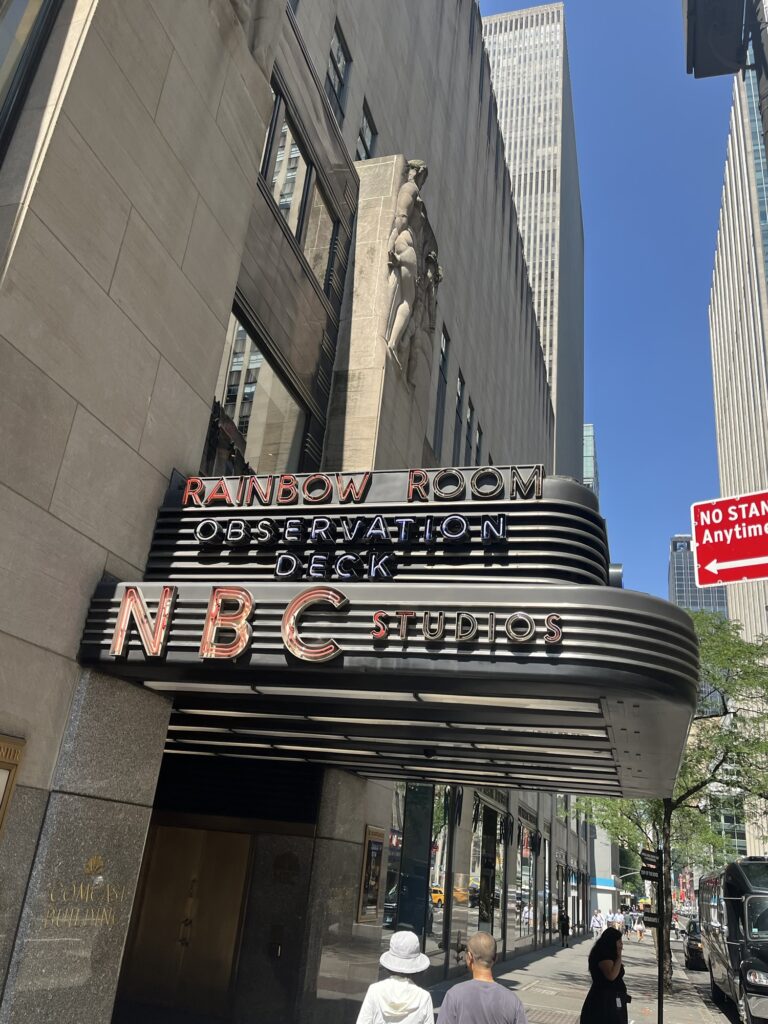 RAINBOW ROOM
OBSERVATION
DECK
NBC STUDIOS
NO STAN
Anytime
COMCAST
BUILDING